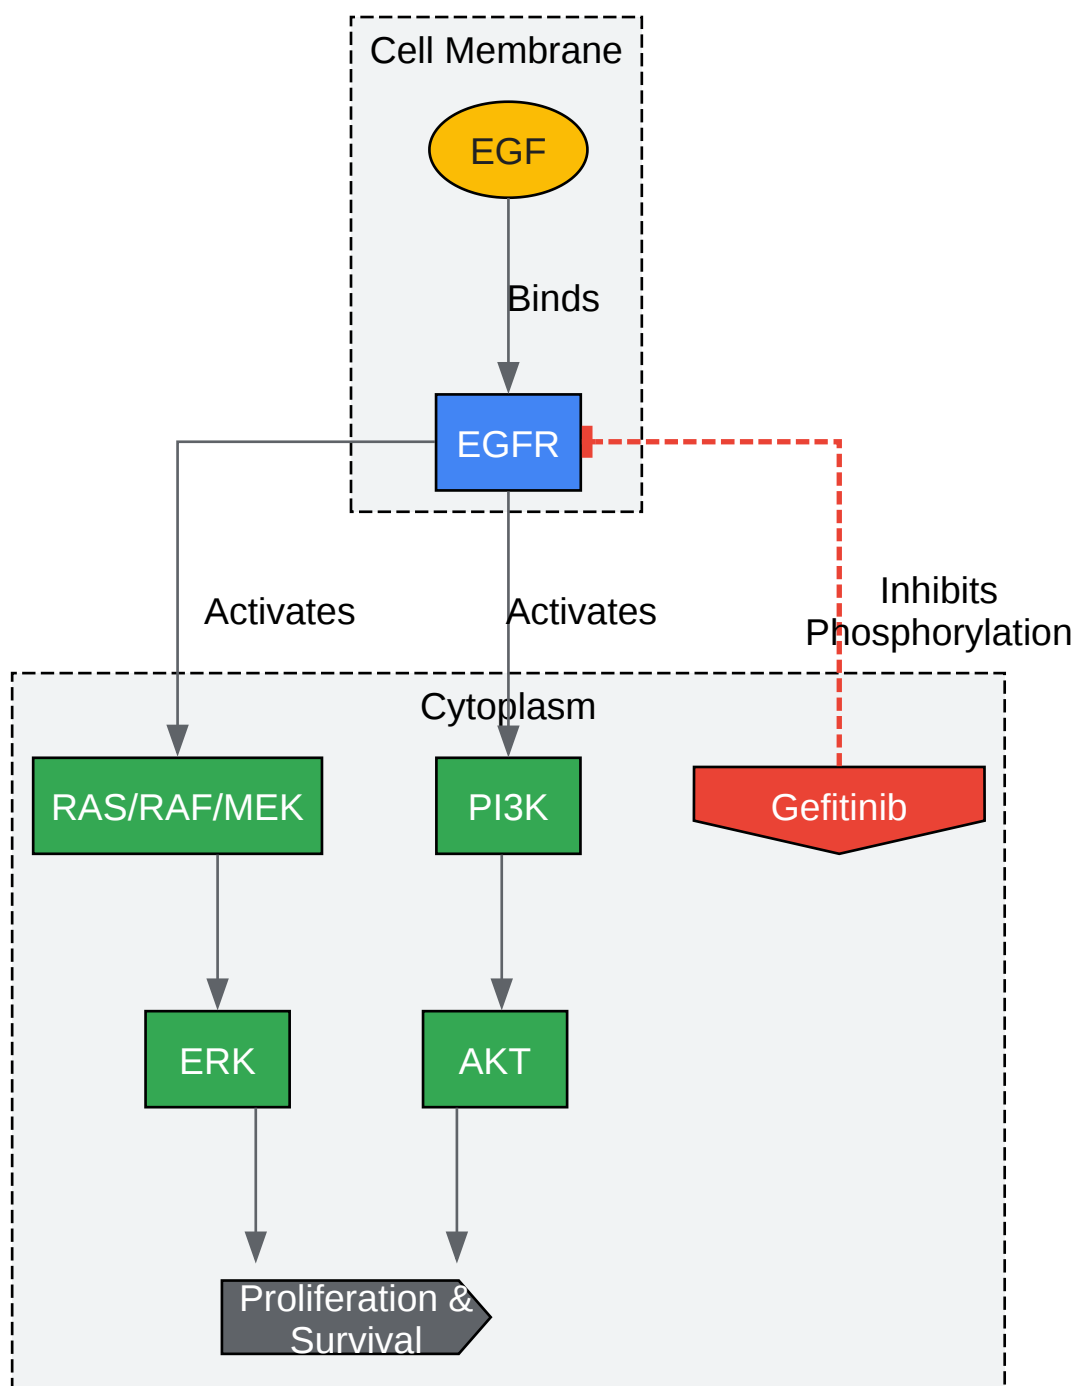 Cell Membrane
EGF
Binds
EGFR
Activates
Activates
Inhibits
Phosphorylation
Cytoplasm
RAS/RAF/MEK
PI3K
Gefitinib
ERK
AKT
Proliferation &
Survival